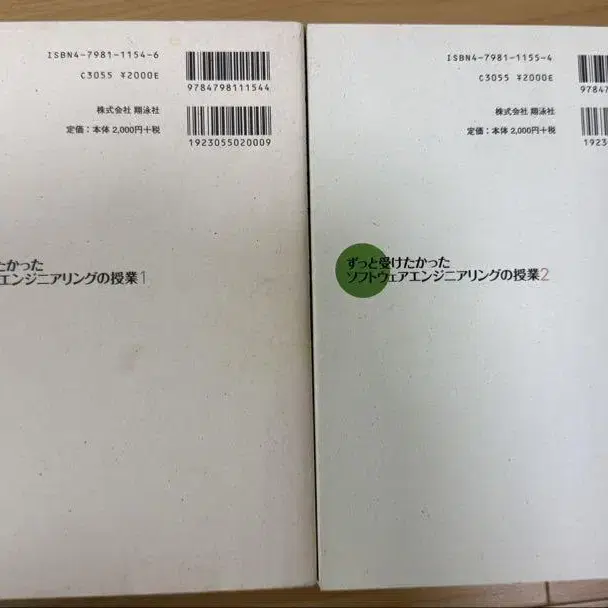 ISBN4-7981-1154-6
C3055 ¥2000E
9784798111544
株式会社 翔泳社
定価：本体 2,000円+税
1923055020009
たかった
エンジニアリングの授業1
ISBN4-7981-1155-4
C3055 ¥2000E
9784
株式会社 翔泳社
定価：本体 2,000円+税
1923
ずっと受けたかった
ソフトウェアエンジニアリングの授業2